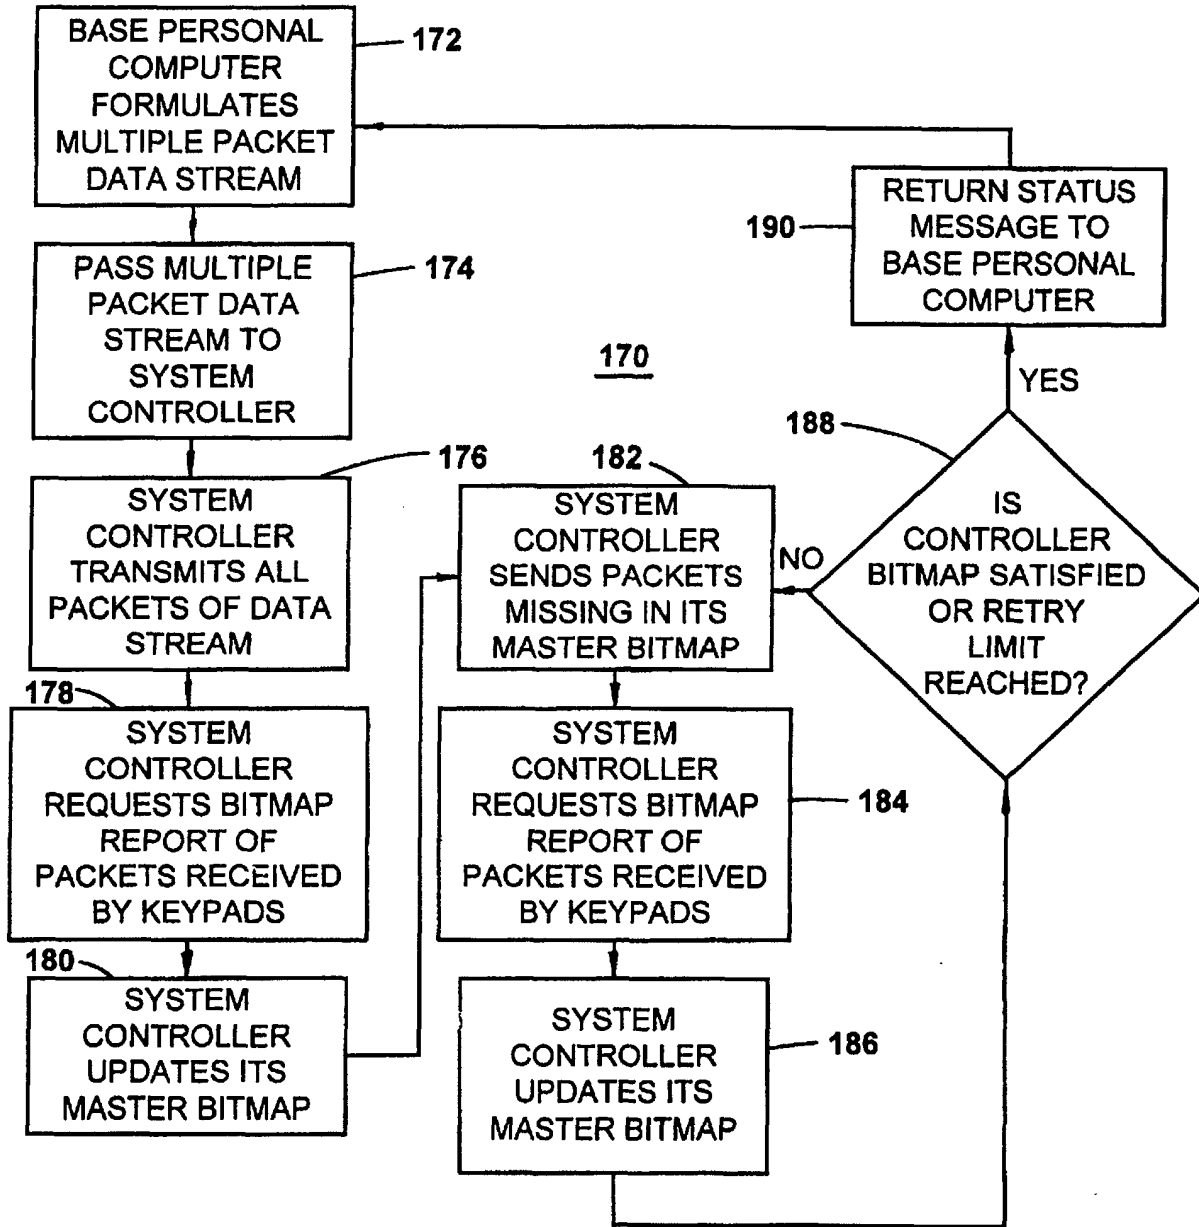 BASE PERSONAL
COMPUTER
FORMULATES
MULTIPLE PACKET
DATA STREAM
172
PASS MULTIPLE
PACKET DATA
STREAM TO
SYSTEM
CONTROLLER
174
SYSTEM
CONTROLLER
TRANSMITS ALL
PACKETS OF DATA
STREAM
176
178
SYSTEM
CONTROLLER
REQUESTS BITMAP
REPORT OF
PACKETS RECEIVED
BY KEYPADS
180
SYSTEM
CONTROLLER
UPDATES ITS
MASTER BITMAP
170
182
SYSTEM
CONTROLLER
SENDS PACKETS
MISSING IN ITS
MASTER BITMAP
SYSTEM
CONTROLLER
REQUESTS BITMAP
REPORT OF
PACKETS RECEIVED
BY KEYPADS
184
SYSTEM
CONTROLLER
UPDATES ITS
MASTER BITMAP
186
188
IS
CONTROLLER
BITMAP SATISFIED
OR RETRY
LIMIT
REACHED?
NO
YES
190
RETURN STATUS
MESSAGE TO
BASE PERSONAL
COMPUTER